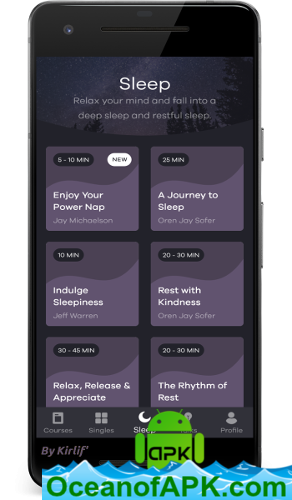 Sleep
Relax your mind and fall into a
deep sleep and restful sleep
5 - 10 MIN
NEW
Enjoy Your
Power Nap
Jay Michaelson
25 MIN
A Journey to
Sleep
Oren Jay Sofer
10 MIN
Indulge
Sleepiness
Jeff Warren
20 - 30 MIN
Rest with
Kindness
Oren Jay Sofer
30 - 45 MIN
Relax, Release &
Appreciate
20 - 30 MIN
The Rhythm of
Rest
Courses
Singles
Sleep
Profile
By Kirlif'
APK
OceanofAPK.com